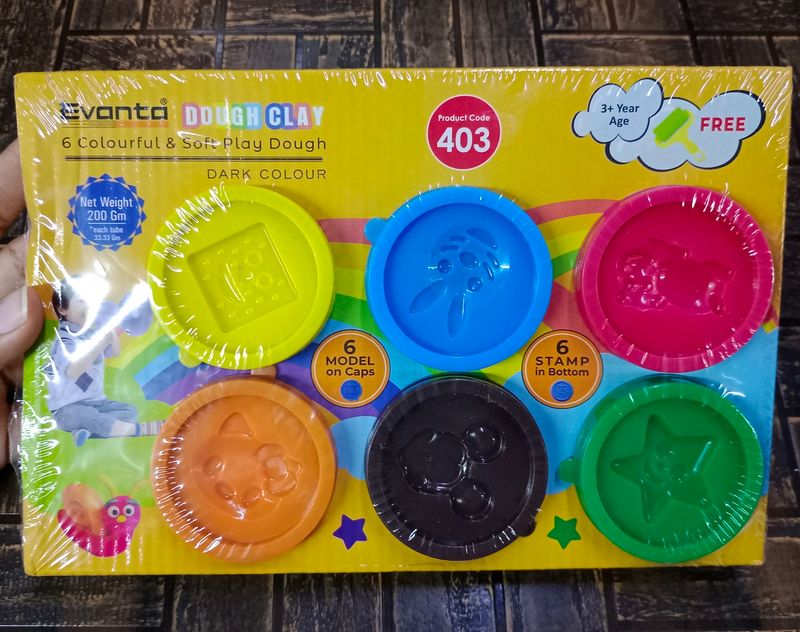 Evanta®
DOUGH CLAY
6 Colourful & Soft Play Dough
DARK COLOUR
Product Code
403
3+ Year
Age
FREE
Net Weight
200 Gm
*each tube
33.33 Gm
6
MODEL
on Caps
6
STAMP
in Bottom